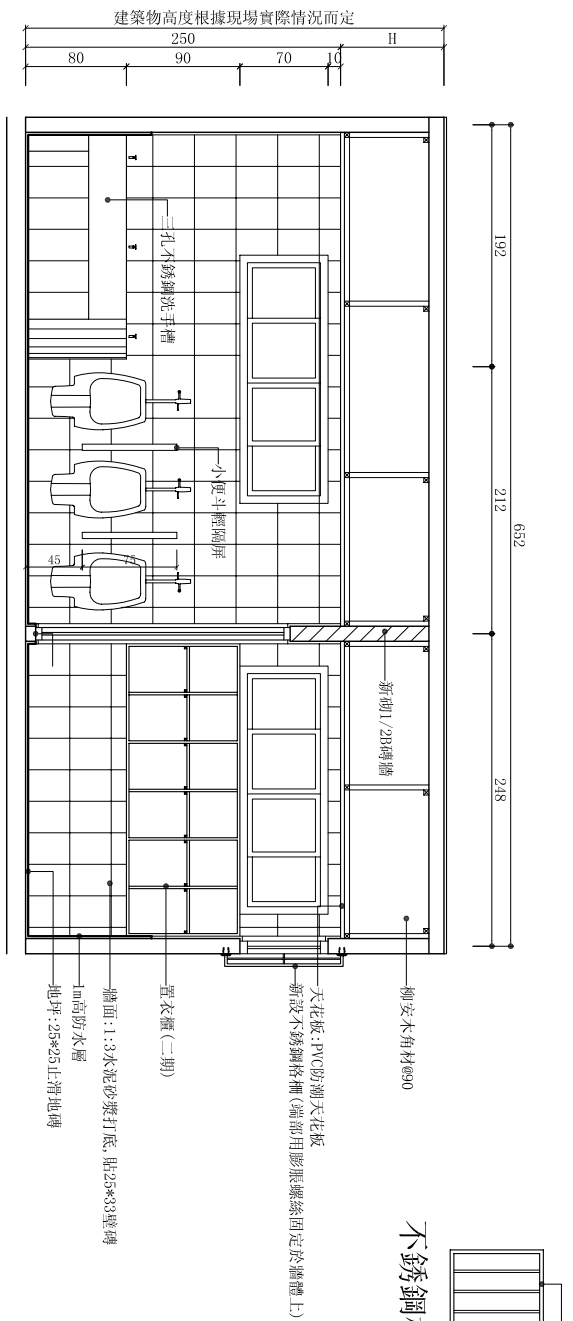 建築物高度根據現場實際情況而定
250
H
80
90
70
10
192
212
248
652
三孔不銹鋼洗手槽
小便斗輕隔屏
45
75
新砌1/2B磚牆
柳安木角材@90
天花板:PVC防潮天花板
新設不銹鋼格柵(端部用膨脹螺絲固定於牆體上)
置衣櫃(二期)
牆面:1:3水泥砂漿打底,貼25*33壁磚
1m高防水層
地坪:25*25止滑地磚
不銹鋼